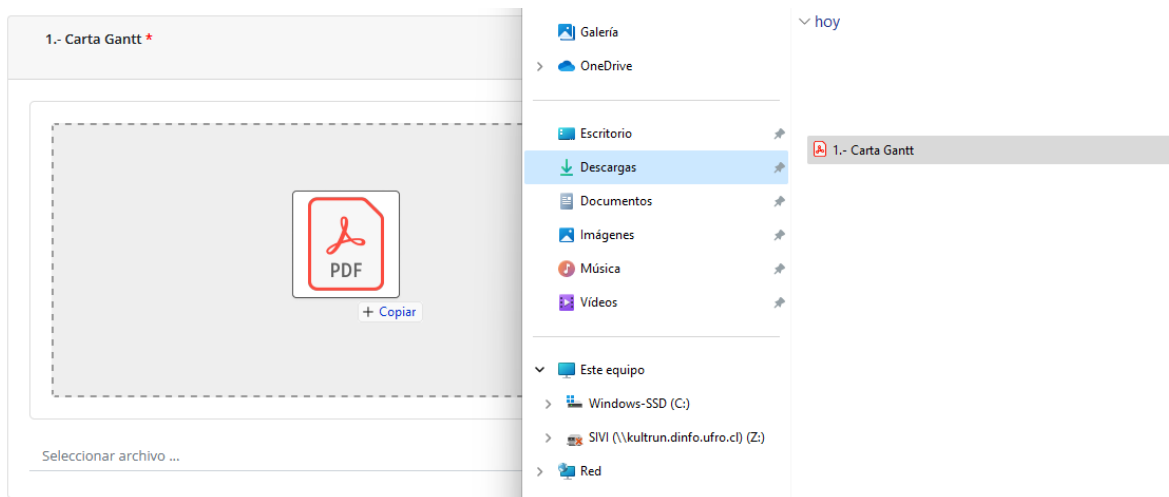 1.- Carta Gantt *
PDF
+ Copiar
Seleccionar archivo ...
Galería
OneDrive
Escritorio
Descargas
Documentos
Imágenes
Música
Vídeos
Este equipo
Windows-SSD (C:)
SIVI (\\kultrun.dinfo.ufro.cl) (Z:)
Red
hoy
1.- Carta Gantt